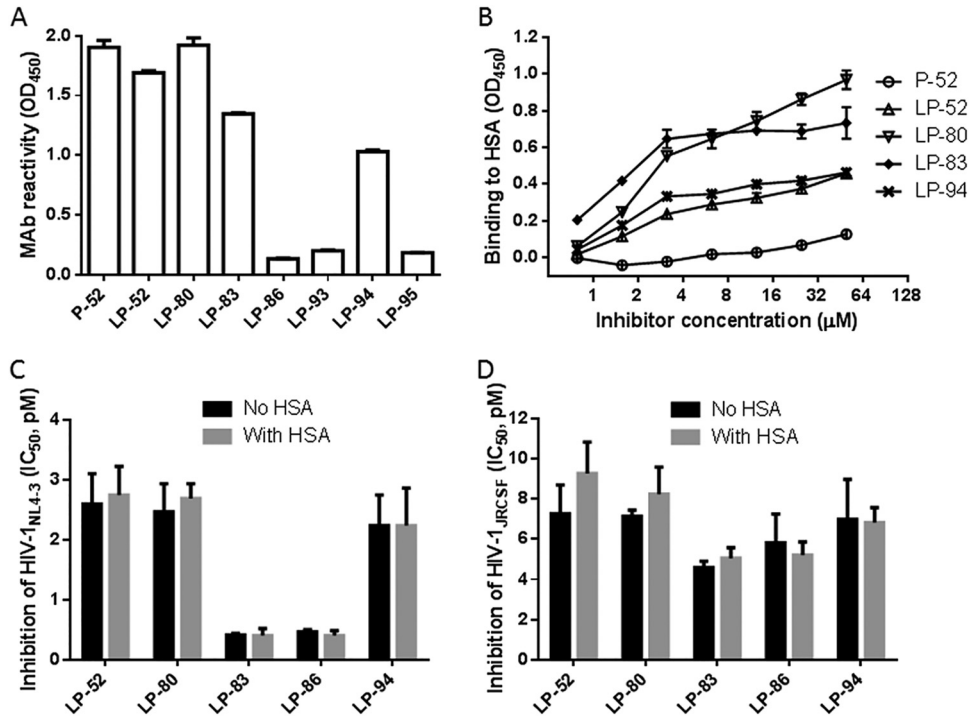 A
MAb reactivity (OD450)
2.0
1.5
1.0
0.5
0.0
P-52
LP-52
LP-80
LP-83
LP-86
LP-93
LP-94
LP-95
B
Binding to HSA (OD450)
1.2
1.0
0.8
0.6
0.4
0.2
0.0
1 2 4 8 16 32 64 128
Inhibitor concentration (μM)
P-52
LP-52
LP-80
LP-83
LP-94
C
Inhibition of HIV-1NL4-3 (IC50, pM)
4
3
2
1
0
No HSA
With HSA
LP-52
LP-80
LP-83
LP-86
LP-94
D
Inhibition of HIV-1JRCSF (IC50, pM)
12
10
8
6
4
2
0
No HSA
With HSA
LP-52
LP-80
LP-83
LP-86
LP-94